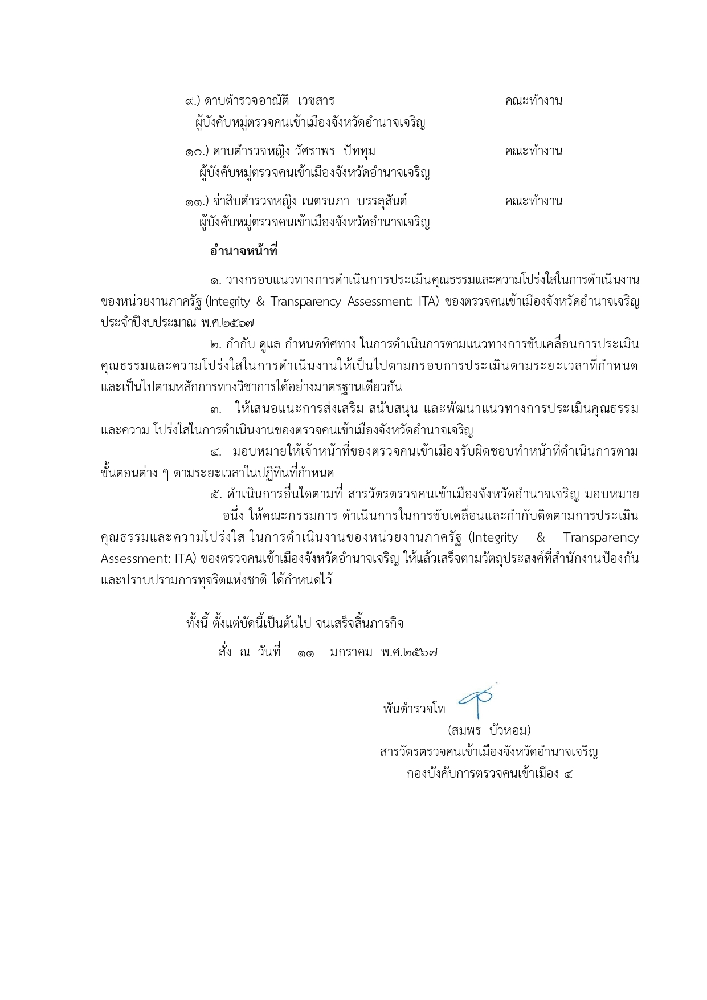 ๙.) ดาบตำรวจอาณัติ เวชสาร คณะทำงาน
ผู้บังคับหมู่ตรวจคนเข้าเมืองจังหวัดอำนาจเจริญ
๑๐.) ดาบตำรวจหญิง วัศราพร ปัททุม คณะทำงาน
ผู้บังคับหมู่ตรวจคนเข้าเมืองจังหวัดอำนาจเจริญ
๑๑.) จ่าสิบตำรวจหญิง เนตรนภา บรรลุสันต์ คณะทำงาน
ผู้บังคับหมู่ตรวจคนเข้าเมืองจังหวัดอำนาจเจริญ
อำนาจหน้าที่
๑. วางกรอบแนวทางการดำเนินการประเมินคุณธรรมและความโปร่งใสในการดำเนินงาน
ของหน่วยงานภาครัฐ (Integrity & Transparency Assessment: ITA) ของตรวจคนเข้าเมืองจังหวัดอำนาจเจริญ
ประจำปีงบประมาณ พ.ศ.๒๕๖๗
๒. กำกับ ดูแล กำหนดทิศทาง ในการดำเนินการตามแนวทางการขับเคลื่อนการประเมิน
คุณธรรมและความโปร่งใสในการดำเนินงานให้เป็นไปตามกรอบการประเมินตามระยะเวลาที่กำหนด
และเป็นไปตามหลักการทางวิชาการได้อย่างมาตรฐานเดียวกัน
๓. ให้เสนอแนะการส่งเสริม สนับสนุน และพัฒนาแนวทางการประเมินคุณธรรม
และความ โปร่งใสในการดำเนินงานของตรวจคนเข้าเมืองจังหวัดอำนาจเจริญ
๔. มอบหมายให้เจ้าหน้าที่ของตรวจคนเข้าเมืองรับผิดชอบทำหน้าที่ดำเนินการตาม
ขั้นตอนต่าง ๆ ตามระยะเวลาในปฏิทินที่กำหนด
๕. ดำเนินการอื่นใดตามที่ สารวัตรตรวจคนเข้าเมืองจังหวัดอำนาจเจริญ มอบหมาย
อนึ่ง ให้คณะกรรมการ ดำเนินการในการขับเคลื่อนและกำกับติดตามการประเมิน
คุณธรรมและความโปร่งใส ในการดำเนินงานของหน่วยงานภาครัฐ (Integrity & Transparency
Assessment: ITA) ของตรวจคนเข้าเมืองจังหวัดอำนาจเจริญ ให้แล้วเสร็จตามวัตถุประสงค์ที่สำนักงานป้องกัน
และปราบปรามการทุจริตแห่งชาติ ได้กำหนดไว้
ทั้งนี้ ตั้งแต่บัดนี้เป็นต้นไป จนเสร็จสิ้นภารกิจ
สั่ง ณ วันที่ ๑๑ มกราคม พ.ศ.๒๕๖๗
พันตำรวจโท
(สมพร บัวหอม)
สารวัตรตรวจคนเข้าเมืองจังหวัดอำนาจเจริญ
กองบังคับการตรวจคนเข้าเมือง ๔